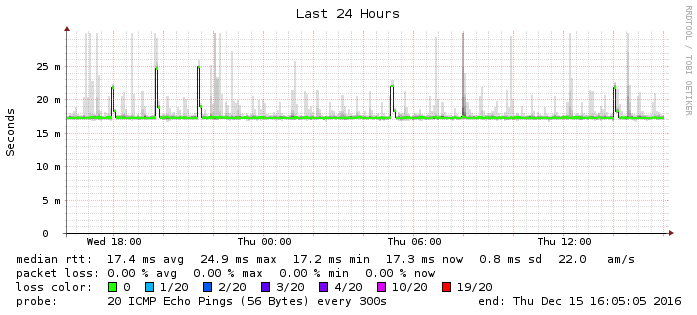 Last 24 Hours
RRDTOOL / TOBI OETIKER
Seconds
25 m
20 m
15 m
10 m
5 m
0
Wed 18:00 Thu 00:00 Thu 06:00 Thu 12:00
median rtt: 17.4 ms avg 24.9 ms max 17.2 ms min 17.3 ms now 0.8 ms sd 22.0 am/s
packet loss: 0.00 % avg 0.00 % max 0.00 % min 0.00 % now
loss color: 0 1/20 2/20 3/20 4/20 10/20 19/20
probe: 20 ICMP Echo Pings (56 Bytes) every 300s end: Thu Dec 15 16:05:05 2016